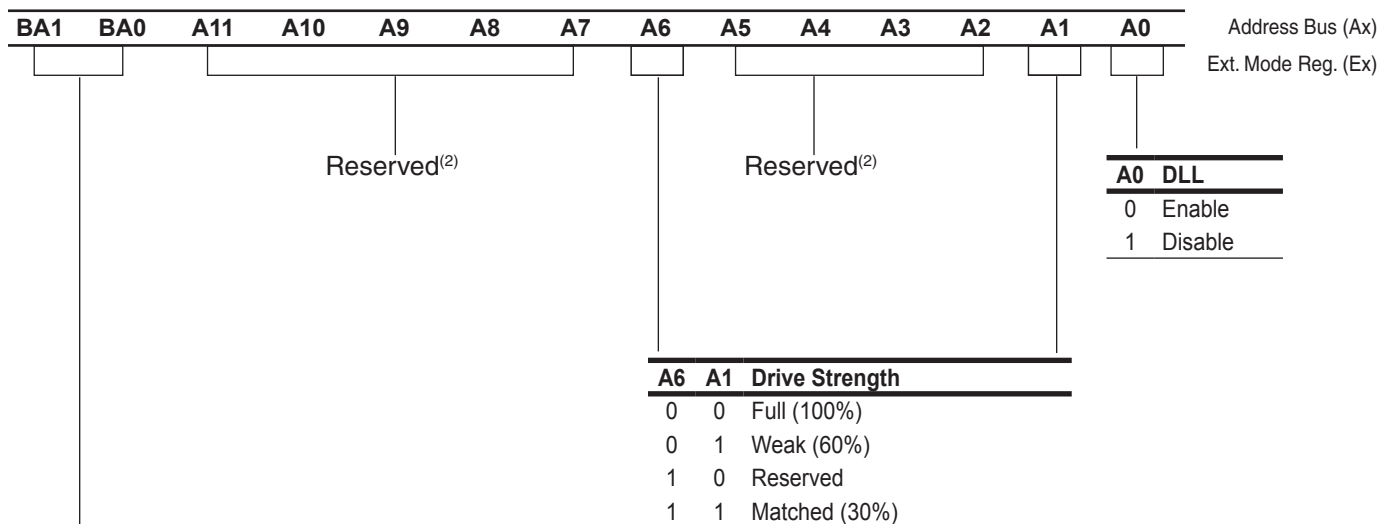 BA1 BA0 A11 A10 A9 A8 A7 A6 A5 A4 A3 A2 A1 A0 Address Bus (Ax)
Ext. Mode Reg. (Ex)
Reserved(2) Reserved(2)
A0 DLL
0 Enable
1 Disable
A6 A1 Drive Strength
0 0 Full (100%)
0 1 Weak (60%)
1 0 Reserved
1 1 Matched (30%)